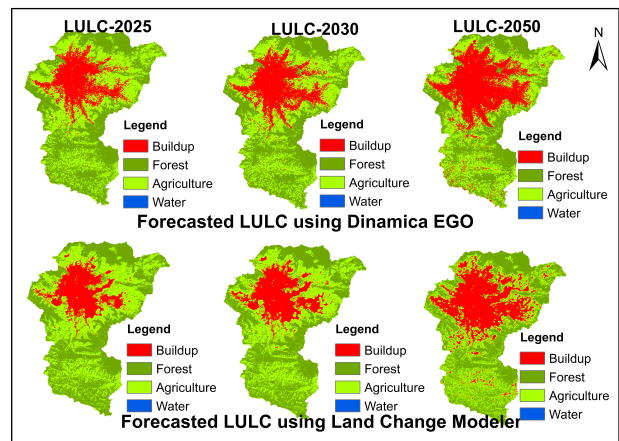 LULC-2025
LULC-2030
LULC-2050
N
Legend
Buildup
Forest
Agriculture
Water
Legend
Buildup
Forest
Agriculture
Water
Legend
Buildup
Forest
Agriculture
Water
Forecasted LULC using Dinamica EGO
Legend
Buildup
Forest
Agriculture
Water
Legend
Buildup
Forest
Agriculture
Water
Legend
Buildup
Forest
Agriculture
Water
Forecasted LULC using Land Change Modeler